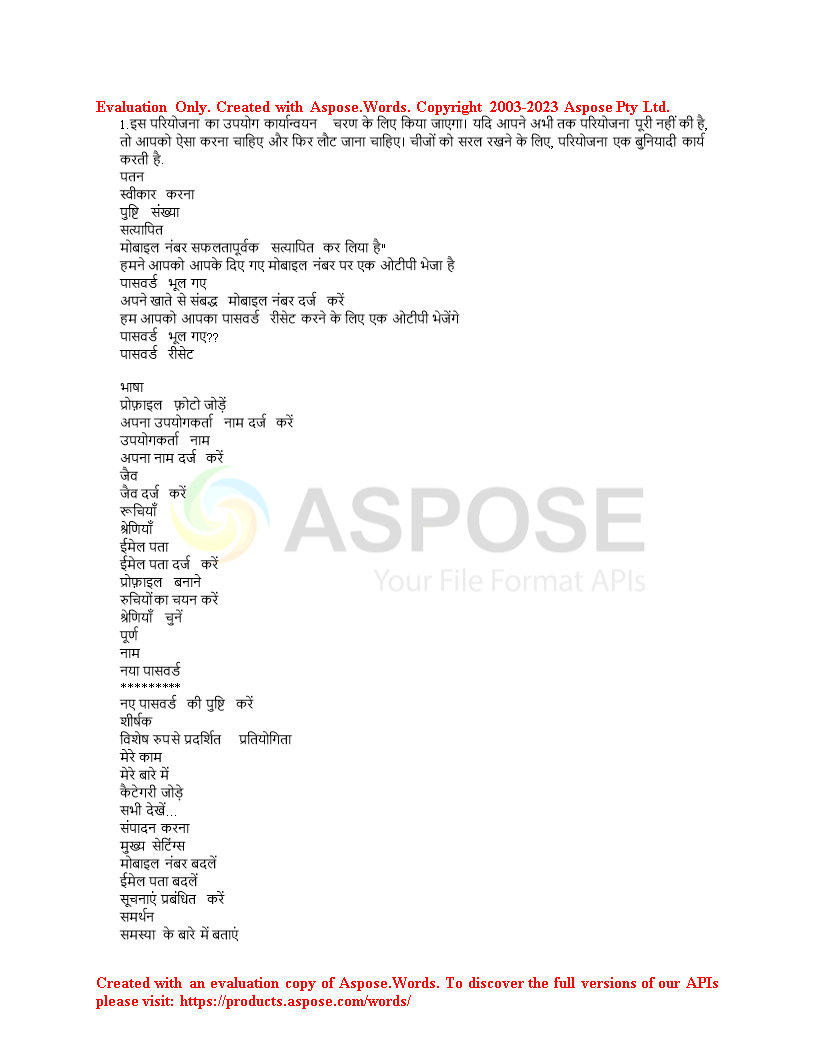 Evaluation Only. Created with Aspose.Words. Copyright 2003-2023 Aspose Pty Ltd.
1.इस परियोजना का उपयोग कार्यान्वयन चरण के लिए किया जाएगा। यदि आपने अभी तक परियोजना पूरी नहीं की है,
तो आपको ऐसा करना चाहिए और फिर लौट जाना चाहिए। चीजों को सरल रखने के लिए, परियोजना एक बुनियादी कार्य
करती है.
पतन
स्वीकार करना
पुष्टि संख्या
सत्यापित
मोबाइल नंबर सफलतापूर्वक सत्यापित कर लिया है"
हमने आपको आपके दिए गए मोबाइल नंबर पर एक ओटीपी भेजा है
पासवर्ड भूल गए
अपने खाते से संबद्ध मोबाइल नंबर दर्ज करें
हम आपको आपका पासवर्ड रीसेट करने के लिए एक ओटीपी भेजेंगे
पासवर्ड भूल गए??
पासवर्ड रीसेट
भाषा
प्रोफ़ाइल फ़ोटो जोड़ें
अपना उपयोगकर्ता नाम दर्ज करें
उपयोगकर्ता नाम
अपना नाम दर्ज करें
जैव
जैव दर्ज करें
रूचियाँ
श्रेणियाँ
ईमेल पता
ईमेल पता दर्ज करें
प्रोफ़ाइल बनाने
रुचियों का चयन करें
श्रेणियाँ चुनें
पूर्ण
नाम
नया पासवर्ड
*********
नए पासवर्ड की पुष्टि करें
शीर्षक
विशेष रुप से प्रदर्शित प्रतियोगिता
मेरे काम
मेरे बारे में
कैटेगरी जोड़े
सभी देखें...
संपादन करना
मुख्य सेटिंग्स
मोबाइल नंबर बदलें
ईमेल पता बदलें
सूचनाएं प्रबंधित करें
समर्थन
समस्या के बारे में बताएं
ASPOSE
Your File Format APIs
Created with an evaluation copy of Aspose.Words. To discover the full versions of our APIs
please visit: https://products.aspose.com/words/